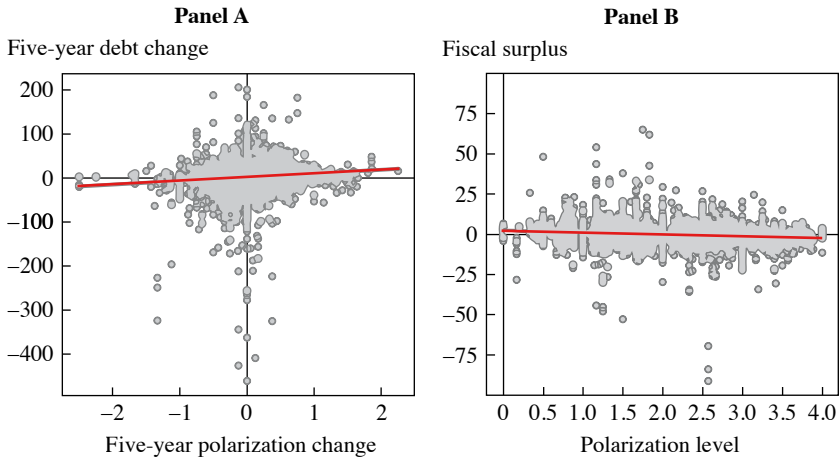 Panel A
Five-year debt change
200
100
0
–100
–200
–300
–400
–2 –1 0 1 2
Five-year polarization change
Panel B
Fiscal surplus
75
50
25
0
–25
–50
–75
0 0.5 1.0 1.5 2.0 2.5 3.0 3.5 4.0
Polarization level